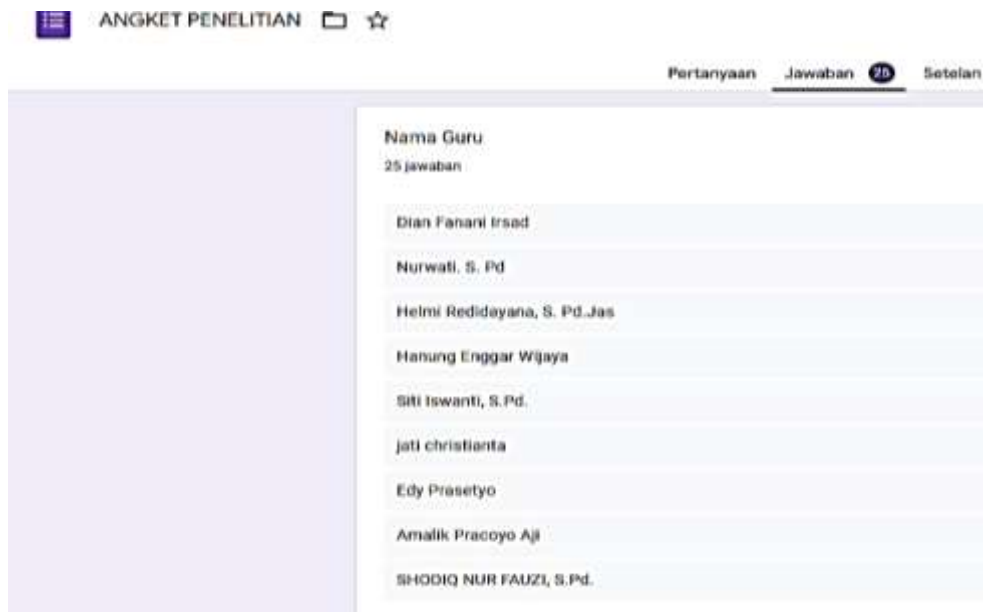 ANGKET PENELITIAN
Pertanyaan Jawaban 25 Setelan
Nama Guru
25 jawaban
Dian Fanani Irsad
Nurwati. S. Pd
Helmi Redidayana, S. Pd.Jas
Hanung Enggar Wijaya
Siti Iswanti, S.Pd.
jati christianta
Edy Prasetyo
Amalik Pracoyo Aji
SHODIQ NUR FAUZI, S.Pd.